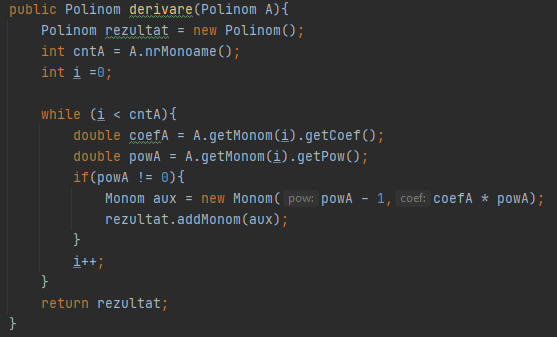 public Polinom derivare(Polinom A){
    Polinom rezultat = new Polinom();
    int cntA = A.nrMonoame();
    int i =0;
    while (i < cntA){
        double coefA = A.getMonom(i).getCoef();
        double powA = A.getMonom(i).getPow();
        if(powA != 0){
            Monom aux = new Monom( pow: powA - 1, coef: coefA * powA);
            rezultat.addMonom(aux);
        }
        i++;
    }
    return rezultat;
}